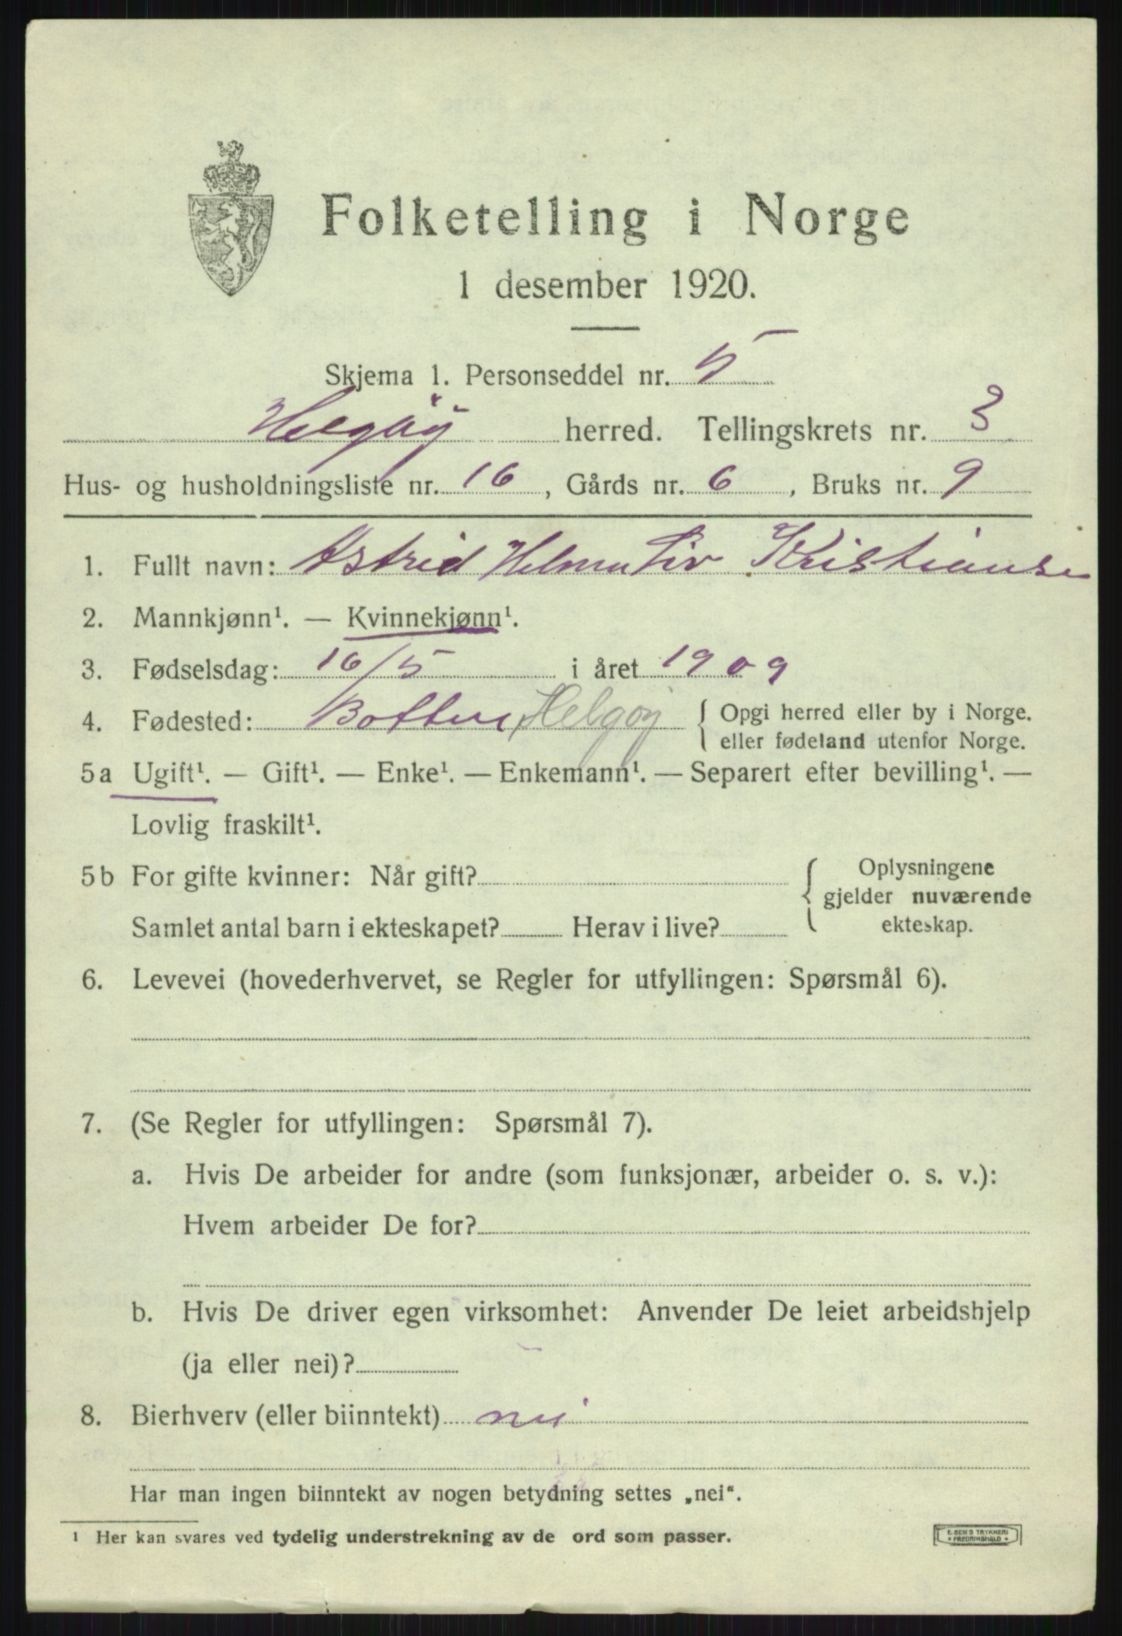 Folketelling i Norge
1 desember 1920.
Skjema 1. Personseddel nr. 5
Helgøy herred. Tellingskrets nr. 3
Hus- og husholdningsliste nr. 16, Gårds nr. 6, Bruks nr. 9
1. Fullt navn: Astrid Helma Liv Kristianse
2. Mannkjønn¹. — Kvinnekjønn¹.
3. Fødselsdag: 16/5 i året 1909
4. Fødested: Botten, Helgøy { Opgi herred eller by i Norge.
eller fødeland utenfor Norge.
5a Ugift¹. — Gift¹. — Enke¹. — Enkemann¹. — Separert efter bevilling¹. —
Lovlig fraskilt¹.
5b For gifte kvinner: Når gift? { Oplysningene
gjelder nuværende
Samlet antal barn i ekteskapet? Herav i live? ekteskap.
6. Levevei (hovederhvervet, se Regler for utfyllingen: Spørsmål 6).
7. (Se Regler for utfyllingen: Spørsmål 7).
a. Hvis De arbeider for andre (som funksjonær, arbeider o. s. v.):
Hvem arbeider De for?
b. Hvis De driver egen virksomhet: Anvender De leiet arbeidshjelp
(ja eller nei)?
8. Bierhverv (eller biinntekt) nei
Har man ingen biinntekt av nogen betydning settes „nei“.
¹ Her kan svares ved tydelig understrekning av de ord som passer.